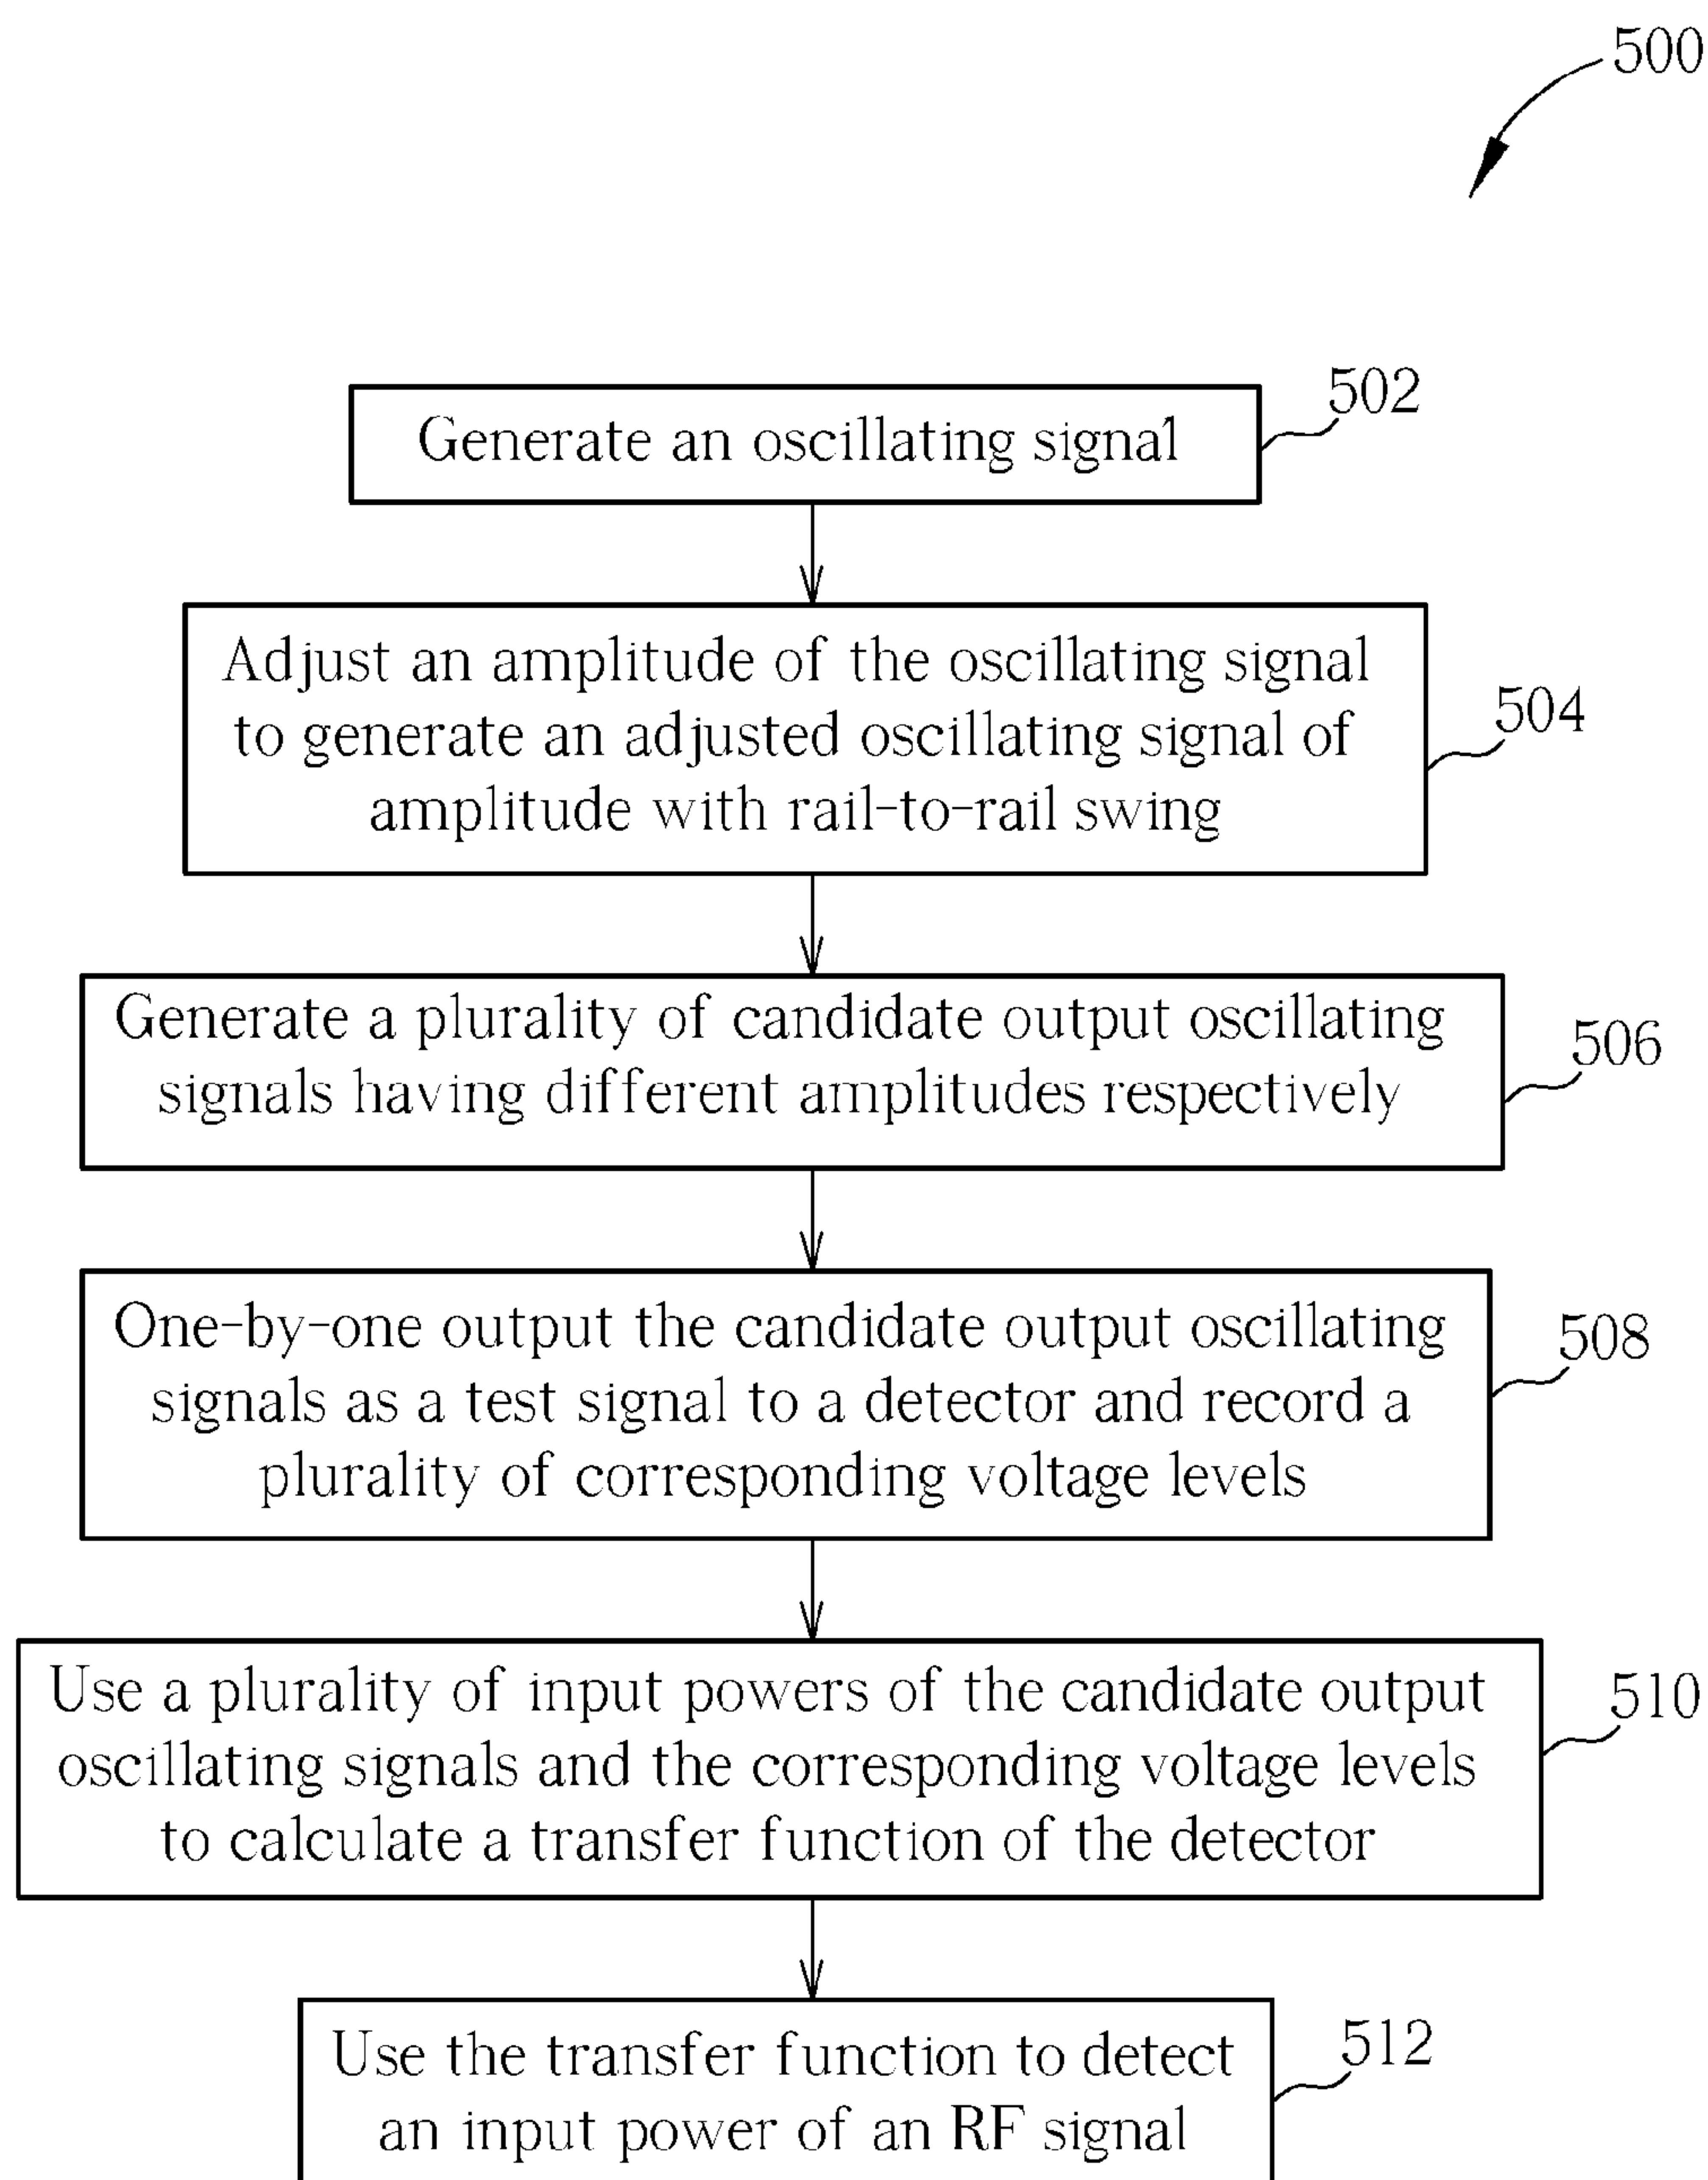 500
Generate an oscillating signal
502
Adjust an amplitude of the oscillating signal
to generate an adjusted oscillating signal of
amplitude with rail-to-rail swing
504
Generate a plurality of candidate output oscillating
signals having different amplitudes respectively
506
One-by-one output the candidate output oscillating
signals as a test signal to a detector and record a
plurality of corresponding voltage levels
508
Use a plurality of input powers of the candidate output
oscillating signals and the corresponding voltage levels
to calculate a transfer function of the detector
510
Use the transfer function to detect
an input power of an RF signal
512